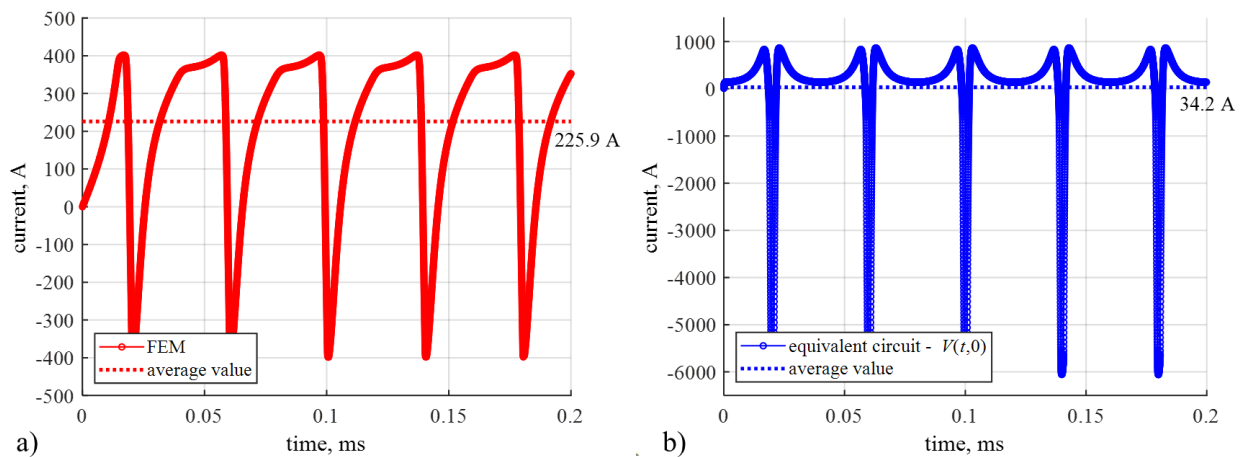 500
400
300
200
100
0
-100
-200
-300
-400
-500
current, A
225.9 A
FEM
average value
0
0.05
0.1
0.15
0.2
time, ms
a)
1000
0
-1000
-2000
-3000
-4000
-5000
-6000
current, A
34.2 A
equivalent circuit - V(t,0)
average value
0
0.05
0.1
0.15
0.2
time, ms
b)